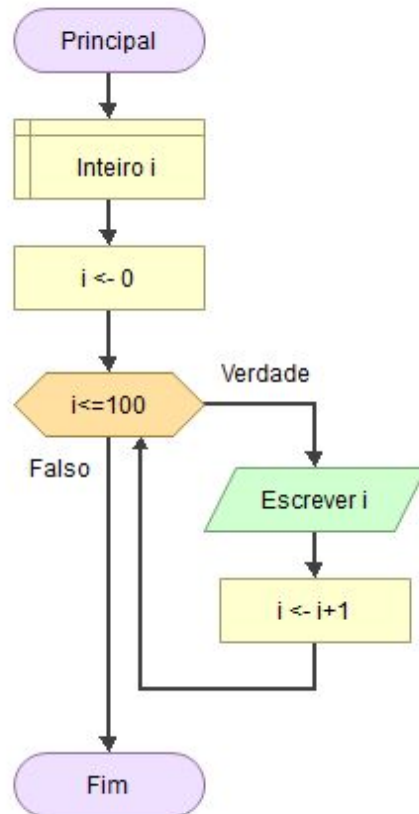 Principal
Inteiro i
i <- 0
i<=100
Verdade
Falso
Escrever i
i <- i+1
Fim